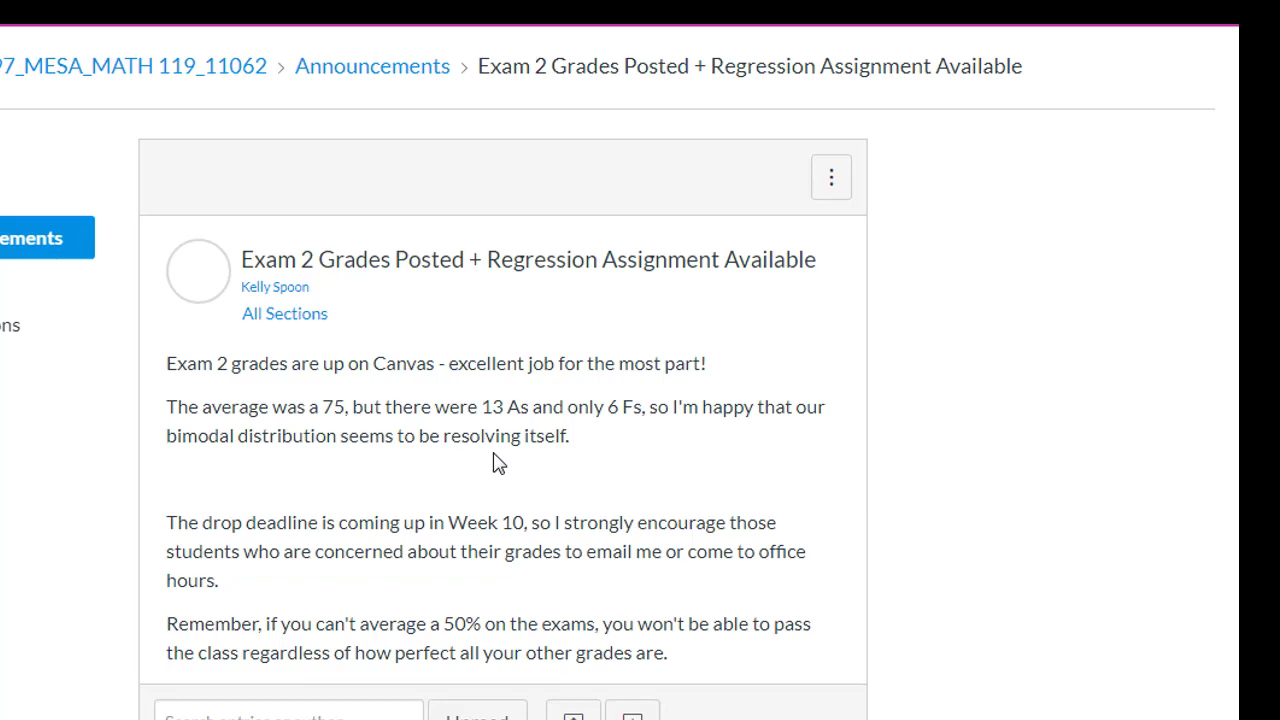 97_MESA_MATH 119_11062 > Announcements > Exam 2 Grades Posted + Regression Assignment Available
ements
Exam 2 Grades Posted + Regression Assignment Available
Kelly Spoon
All Sections
ons
Exam 2 grades are up on Canvas - excellent job for the most part!
The average was a 75, but there were 13 As and only 6 Fs, so I'm happy that our
bimodal distribution seems to be resolving itself.
The drop deadline is coming up in Week 10, so I strongly encourage those
students who are concerned about their grades to email me or come to office
hours.
Remember, if you can't average a 50% on the exams, you won't be able to pass
the class regardless of how perfect all your other grades are.